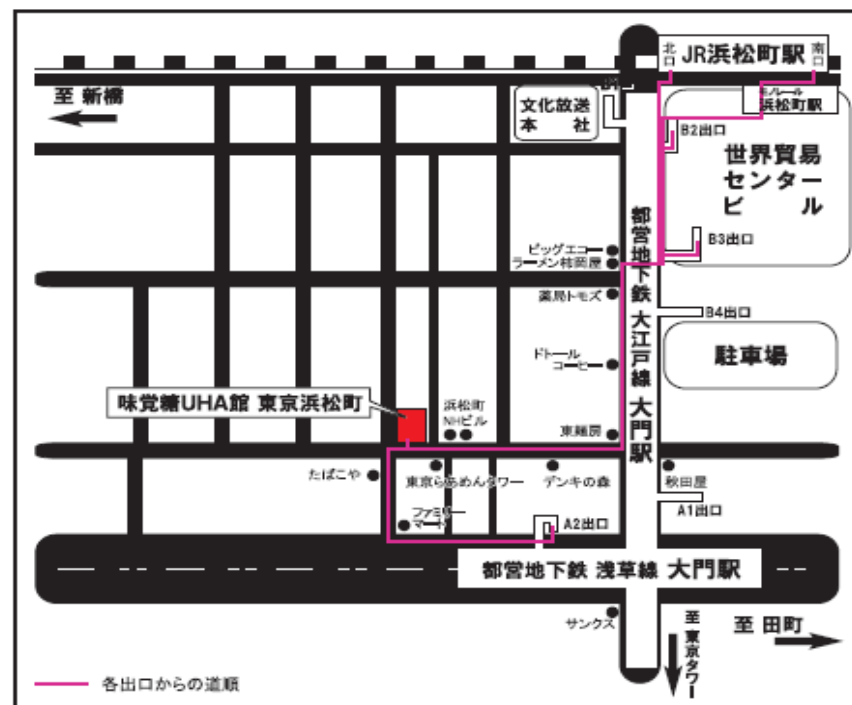 北口
JR浜松町駅
南口
至 新橋
文化放送
本 社
モノレール
浜松町駅
B2出口
世界貿易
センター
ビル
B3出口
都営地下鉄 大江戸線 大門駅
ビッグエコー
ラーメン柿岡屋
薬局トモズ
B4出口
ドトール
コーヒー
駐車場
味覚糖UHA館 東京浜松町
浜松町
NHビル
東麺房
たばこや
東京らあめんタワー
デンキの森
秋田屋
ファミリー
マート
A2出口
A1出口
都営地下鉄 浅草線 大門駅
サンクス
至 東京タワー
至 田町
各出口からの道順